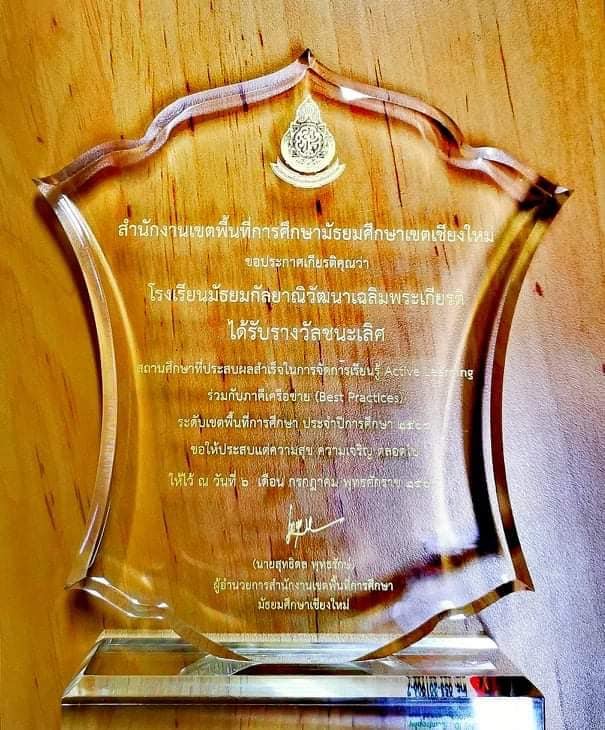 สำนักงานเขตพื้นที่การศึกษามัธยมศึกษาเขตเชียงใหม่
ขอประกาศเกียรติคุณว่า
โรงเรียนมัธยมกัลยาณิวัฒนาเฉลิมพระเกียรติ
ได้รับรางวัลชนะเลิศ
สถานศึกษาที่ประสบผลสำเร็จในการจัดการเรียนรู้ Active Learning
ร่วมกับภาคีเครือข่าย (Best Practices)
ระดับเขตพื้นที่การศึกษา ประจำปีการศึกษา
ขอให้ประสบแต่ความสุข ความเจริญ ตลอดไป
ให้ไว้ ณ วันที่ ๖ เดือน กรกฎาคม พุทธศักราช
(นายสุทธิดล พุทธรักษ์)
ผู้อำนวยการสำนักงานเขตพื้นที่การศึกษา
มัธยมศึกษาเชียงใหม่